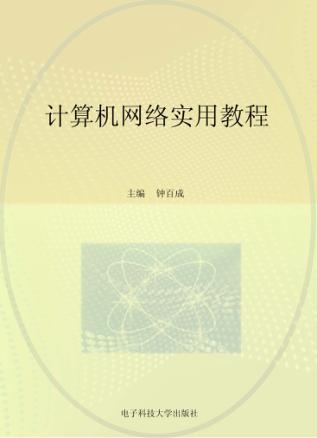 计算机网络实用教程
主编 钟百成
电子科技大学出版社